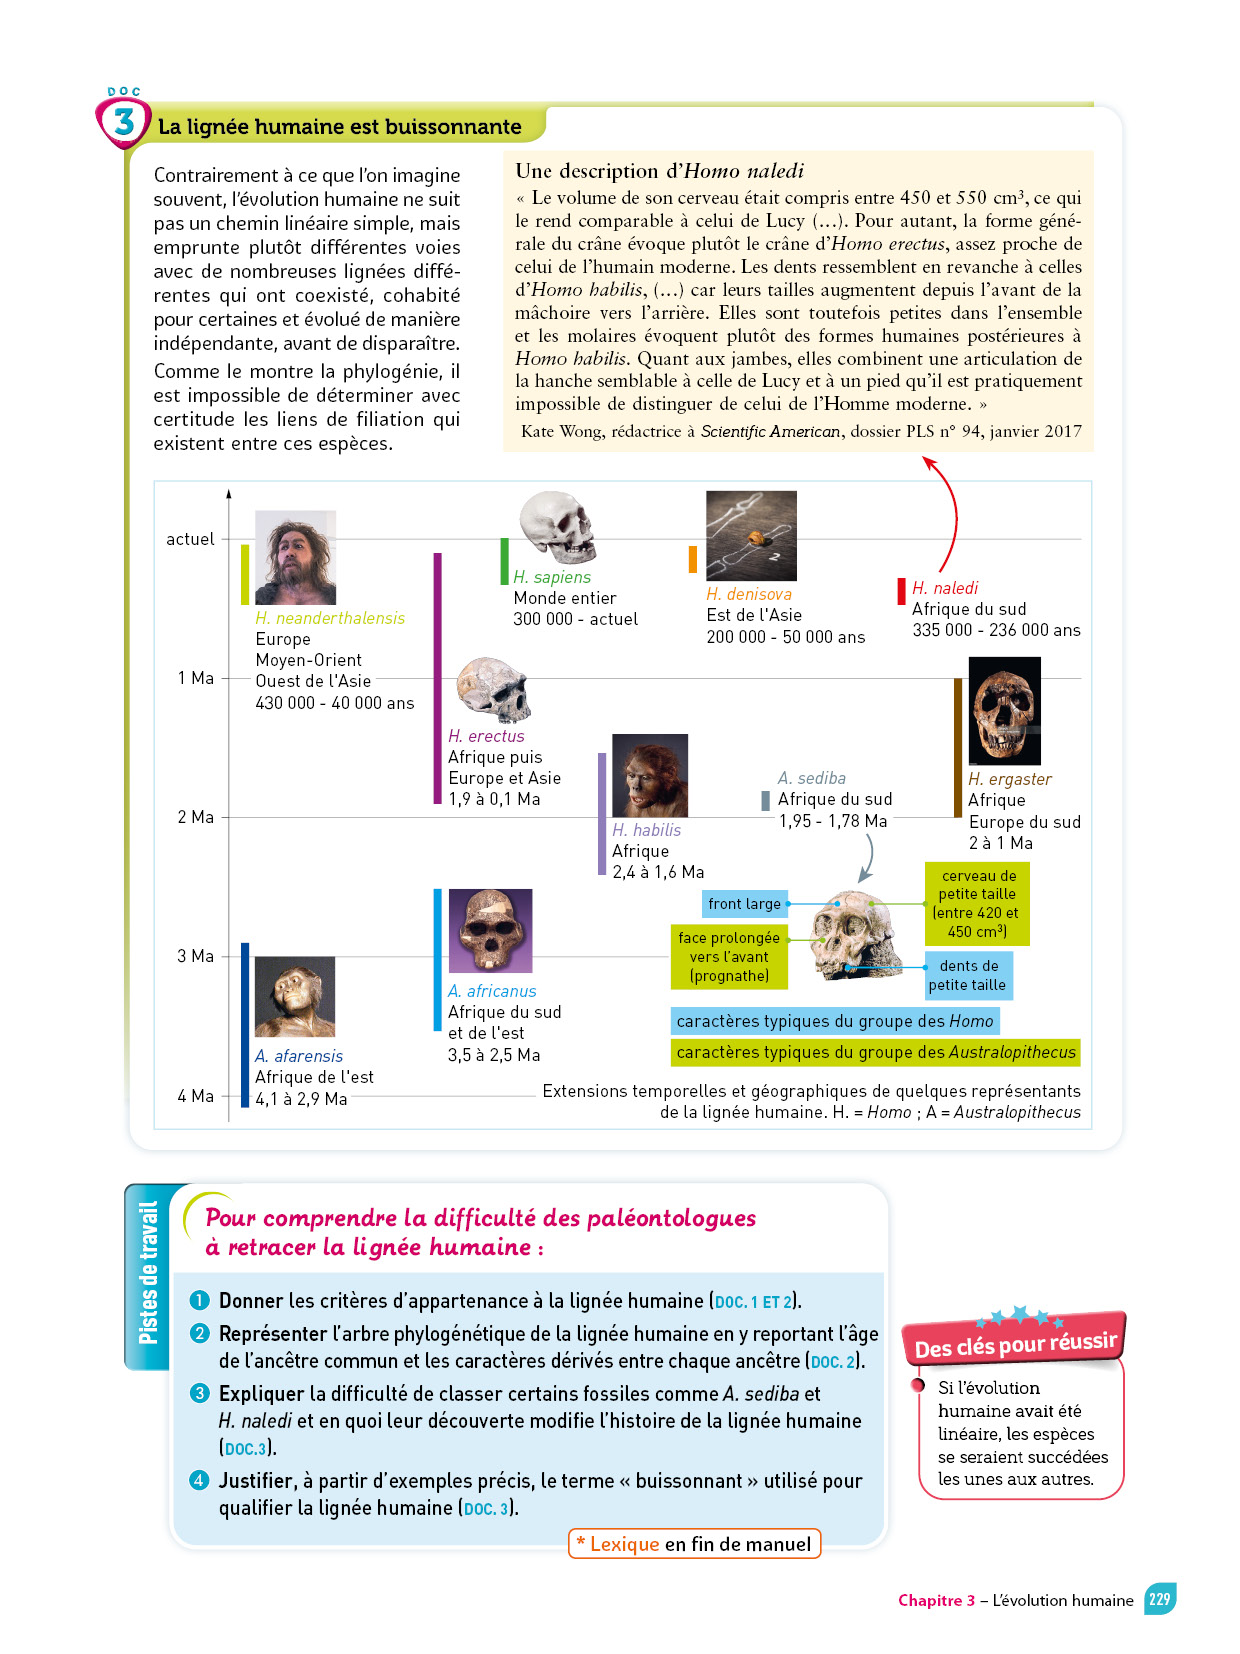 DOC
3
La lignée humaine est buissonnante
Contrairement à ce que l'on imagine
souvent, l'évolution humaine ne suit
pas un chemin linéaire simple, mais
emprunte plutôt différentes voies
avec de nombreuses lignées diffé-
rentes qui ont coexisté, cohabité
pour certaines et évolué de manière
indépendante, avant de disparaître.
Comme le montre la phylogénie, il
est impossible de déterminer avec
certitude les liens de filiation qui
existent entre ces espèces.
Une description d'Homo naledi
« Le volume de son cerveau était compris entre 450 et 550 cm³, ce qui
le rend comparable à celui de Lucy (…). Pour autant, la forme géné-
rale du crâne évoque plutôt le crâne d'Homo erectus, assez proche de
celui de l'humain moderne. Les dents ressemblent en revanche à celles
d'Homo habilis, (…) car leurs tailles augmentent depuis l'avant de la
mâchoire vers l'arrière. Elles sont toutefois petites dans l'ensemble
et les molaires évoquent plutôt des formes humaines postérieures à
Homo habilis. Quant aux jambes, elles combinent une articulation de
la hanche semblable à celle de Lucy et à un pied qu'il est pratiquement
impossible de distinguer de celui de l'Homme moderne. »
Kate Wong, rédactrice à Scientific American, dossier PLS n° 94, janvier 2017
actuel
1 Ma
2 Ma
3 Ma
4 Ma
H. neanderthalensis
Europe
Moyen-Orient
Ouest de l'Asie
430 000 - 40 000 ans
H. sapiens
Monde entier
300 000 - actuel
2
H. denisova
Est de l'Asie
200 000 - 50 000 ans
H. naledi
Afrique du sud
335 000 - 236 000 ans
H. erectus
Afrique puis
Europe et Asie
1,9 à 0,1 Ma
H. habilis
Afrique
2,4 à 1,6 Ma
A. sediba
Afrique du sud
1,95 - 1,78 Ma
H. ergaster
Afrique
Europe du sud
2 à 1 Ma
front large
face prolongée
vers l'avant
(prognathe)
cerveau de
petite taille
(entre 420 et
450 cm³)
dents de
petite taille
caractères typiques du groupe des Homo
caractères typiques du groupe des Australopithecus
A. africanus
Afrique du sud
et de l'est
3,5 à 2,5 Ma
A. afarensis
Afrique de l'est
4,1 à 2,9 Ma
Extensions temporelles et géographiques de quelques représentants
de la lignée humaine. H. = Homo ; A = Australopithecus
Pistes de travail
Pour comprendre la difficulté des paléontologues
à retracer la lignée humaine :
1 Donner les critères d'appartenance à la lignée humaine (DOC. 1 ET 2).
2 Représenter l'arbre phylogénétique de la lignée humaine en y reportant l'âge
de l'ancêtre commun et les caractères dérivés entre chaque ancêtre (DOC. 2).
3 Expliquer la difficulté de classer certains fossiles comme A. sediba et
H. naledi et en quoi leur découverte modifie l'histoire de la lignée humaine
(DOC.3).
4 Justifier, à partir d'exemples précis, le terme « buissonnant » utilisé pour
qualifier la lignée humaine (DOC. 3).
* Lexique en fin de manuel
Des clés pour réussir
Si l'évolution
humaine avait été
linéaire, les espèces
se seraient succédées
les unes aux autres.
Chapitre 3 – L'évolution humaine 229